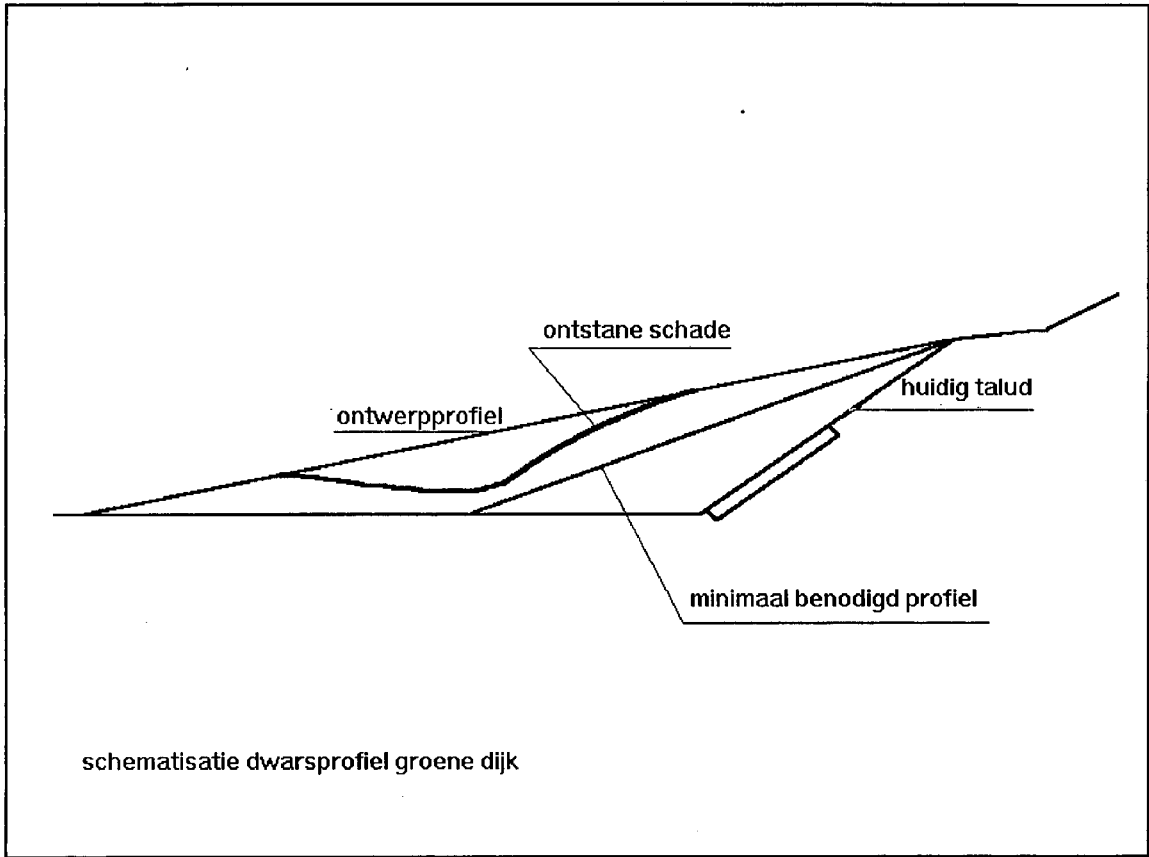 ontstane schade
huidig talud
ontwerpprofiel
minimaal benodigd profiel
schematisatie dwarsprofiel groene dijk